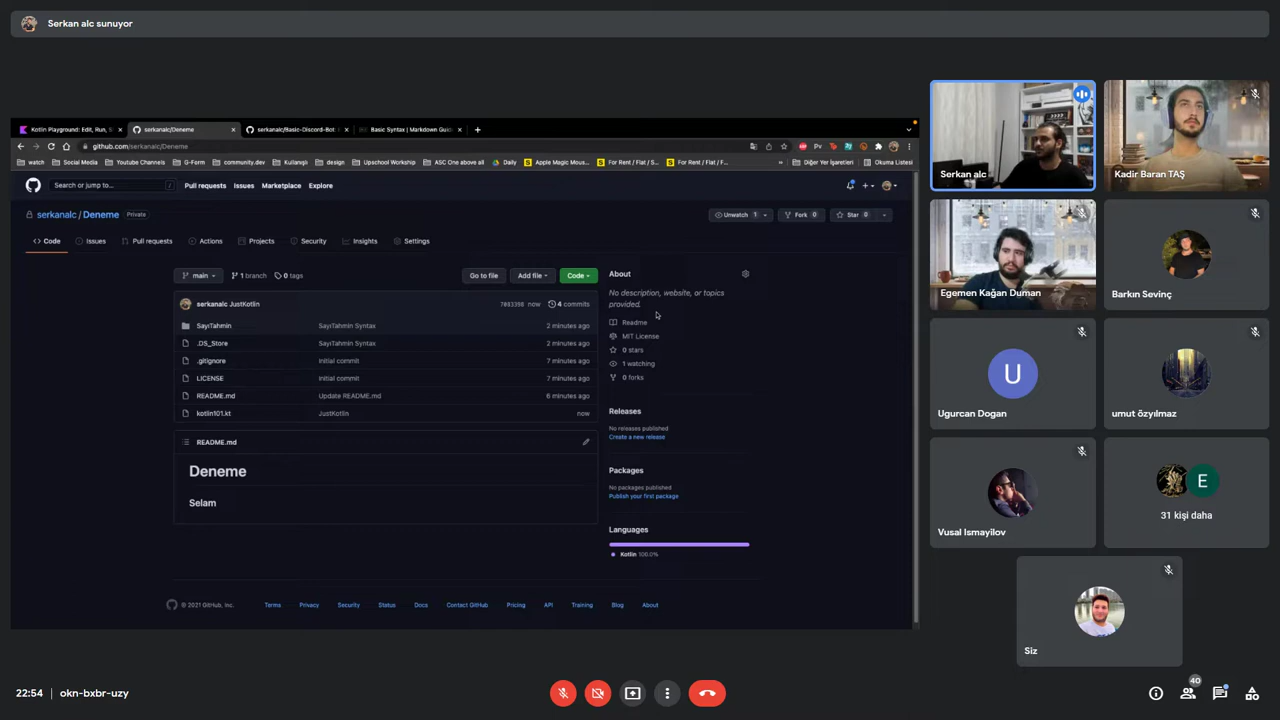 Serkan alc sunuyor
Kotlin Playground: Edit, Run, S
serkanalc/Deneme
serkanalc/Basic-Discord-Bot
Basic Syntax | Markdown Guid
github.com/serkanalc/Deneme
watch
Social Media
Youtube Channels
G-Form
community.dev
Kullanışlı
design
Upschool Workship
ASC One above all
Daily
Apple Magic Mous...
For Rent / Flat / S...
For Rent / Flat / F...
Diğer Yer İşaretleri
Okuma Listesi
Search or jump to...
/
Pull requests
Issues
Marketplace
Explore
serkanalc / Deneme
Private
Unwatch 1
Fork 0
Star 0
Code
Issues
Pull requests
Actions
Projects
Security
Insights
Settings
main
1 branch
0 tags
Go to file
Add file
Code
serkanalc JustKotlin
7083398 now
4 commits
SayıTahmin
SayıTahmin Syntax
2 minutes ago
.DS_Store
SayıTahmin Syntax
2 minutes ago
.gitignore
Initial commit
7 minutes ago
LICENSE
Initial commit
7 minutes ago
README.md
Update README.md
6 minutes ago
kotlin101.kt
JustKotlin
now
README.md
Deneme
Selam
About
No description, website, or topics
provided.
Readme
MIT License
0 stars
1 watching
0 forks
Releases
No releases published
Create a new release
Packages
No packages published
Publish your first package
Languages
Kotlin 100.0%
© 2021 GitHub, Inc.
Terms
Privacy
Security
Status
Docs
Contact GitHub
Pricing
API
Training
Blog
About
Serkan alc
Kadir Baran TAŞ
Egemen Kağan Duman
Barkın Sevinç
U
Ugurcan Dogan
umut özyılmaz
Vusal Ismayilov
E
31 kişi daha
Siz
22:54
okn-bxbr-uzy
40